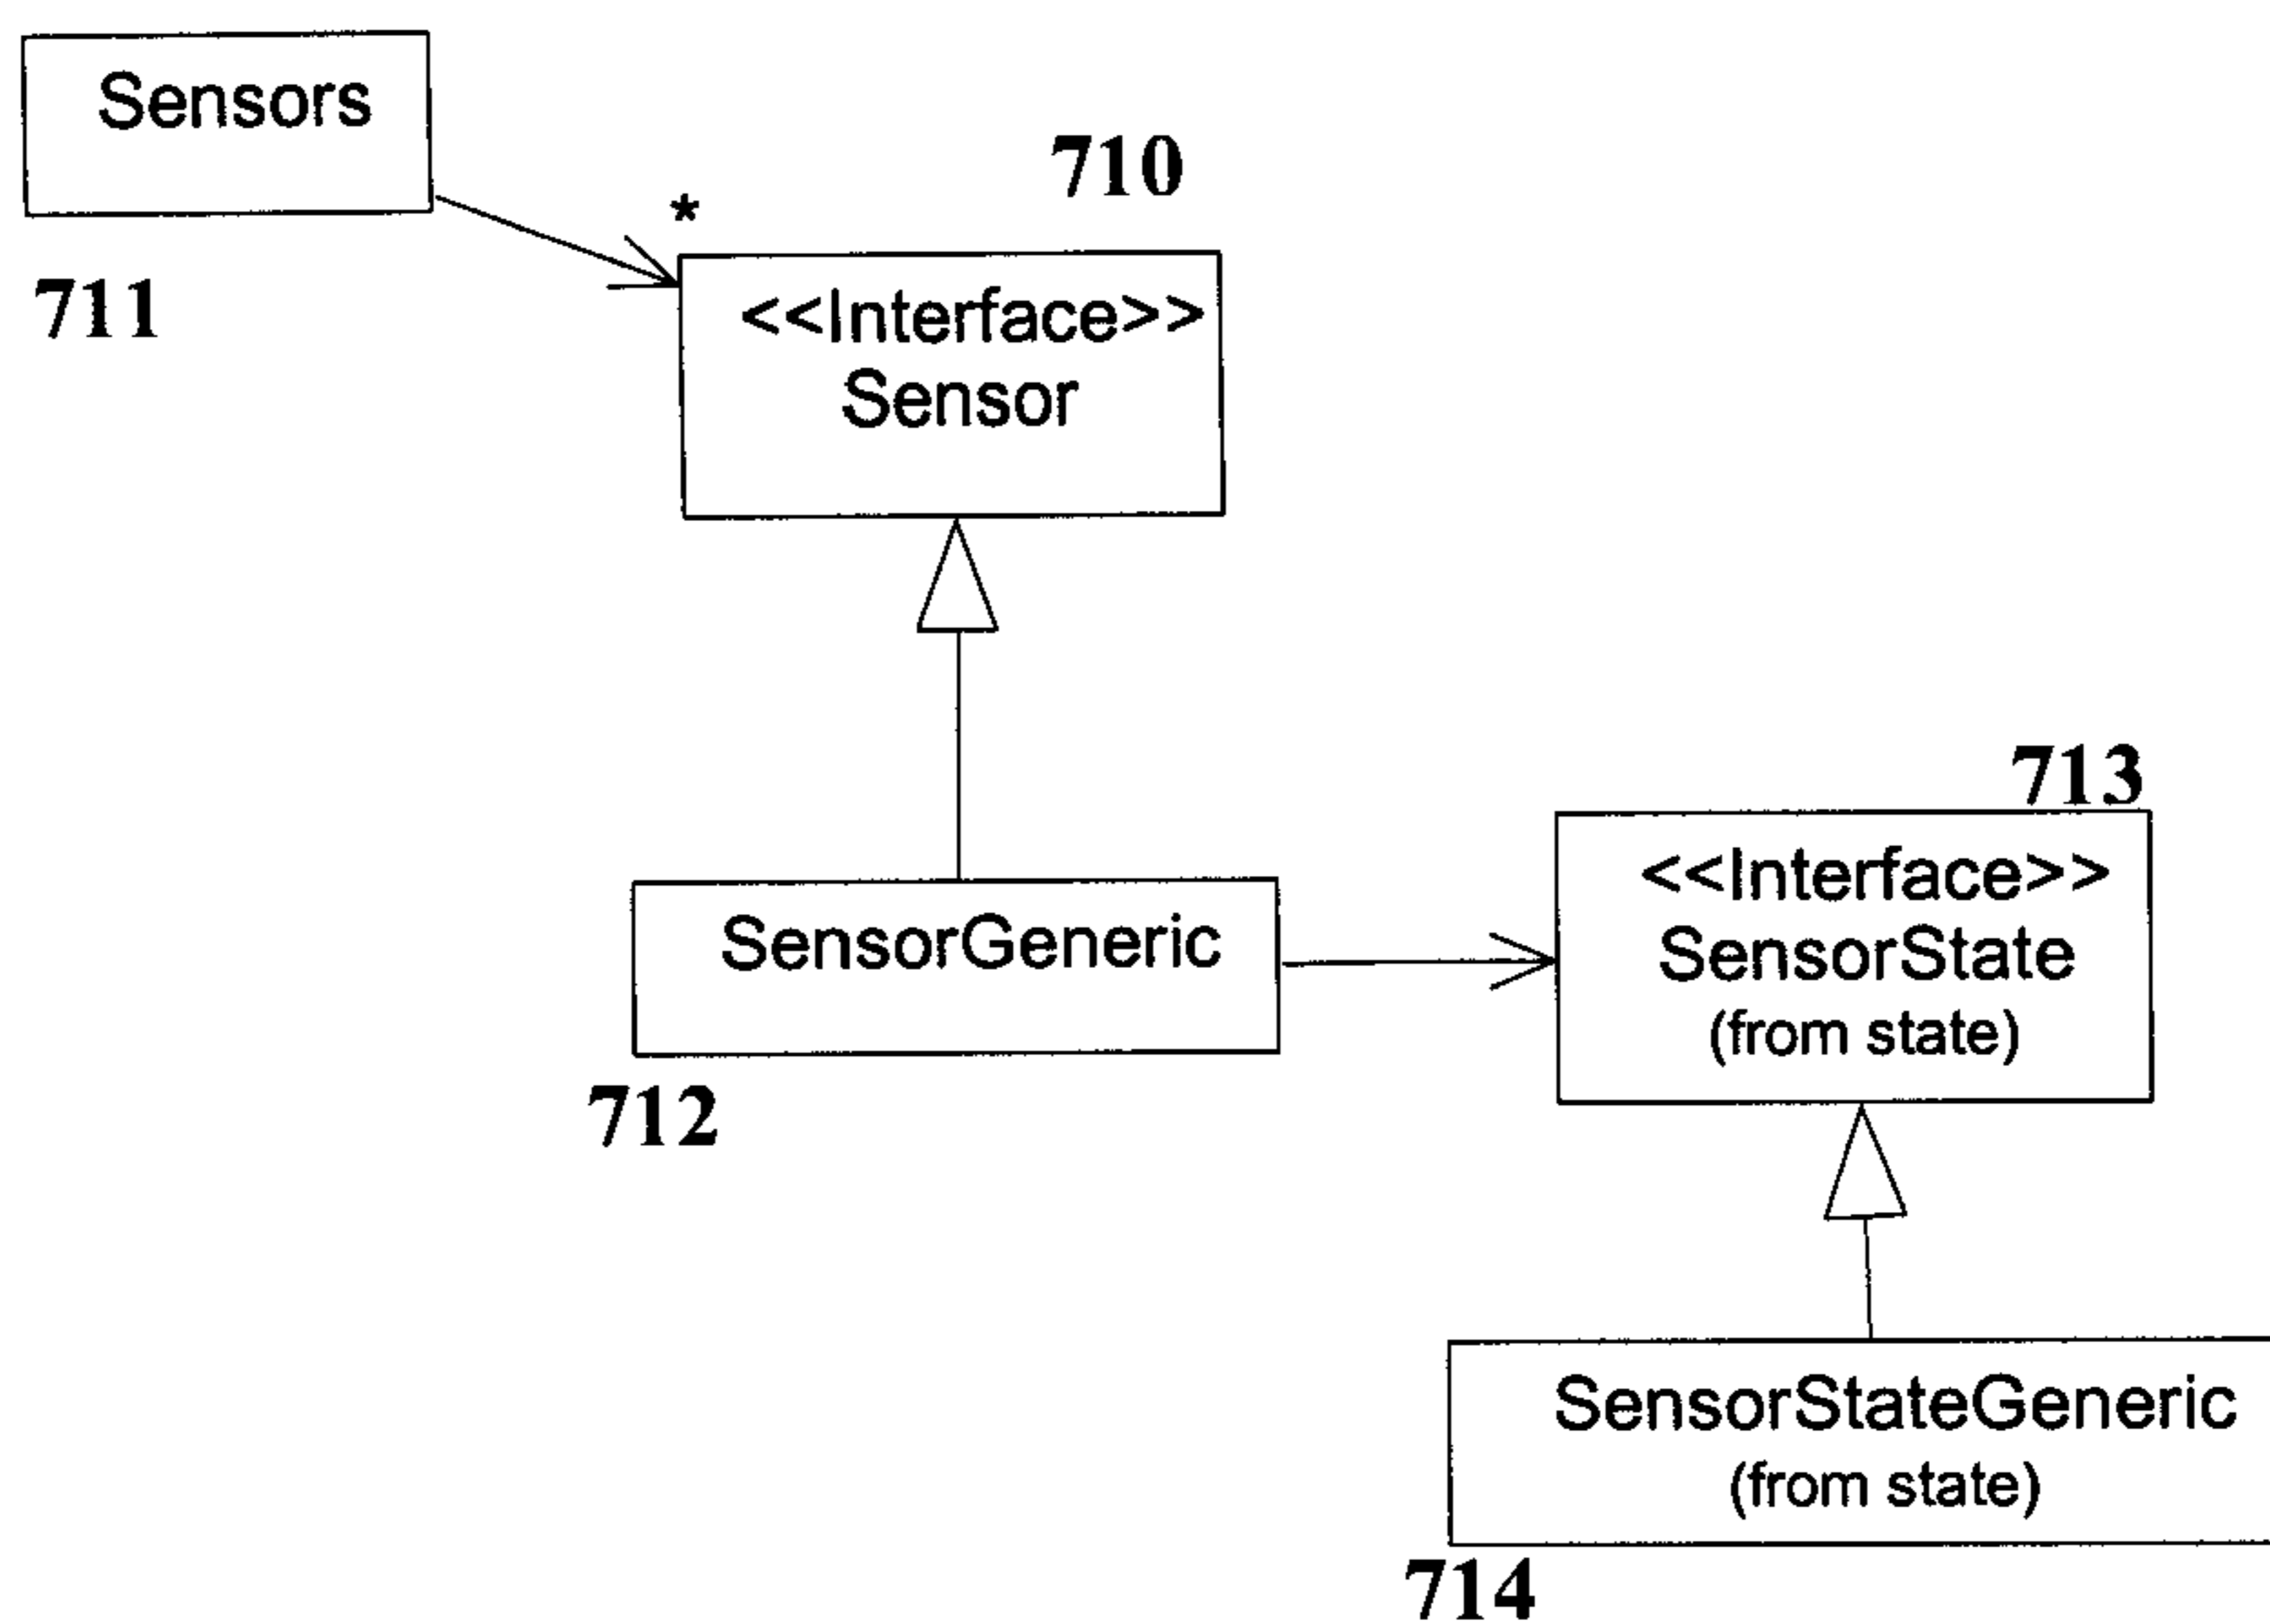 Sensors
711
*
710
<<Interface>>
Sensor
SensorGeneric
712
713
<<Interface>>
SensorState
(from state)
SensorStateGeneric
(from state)
714